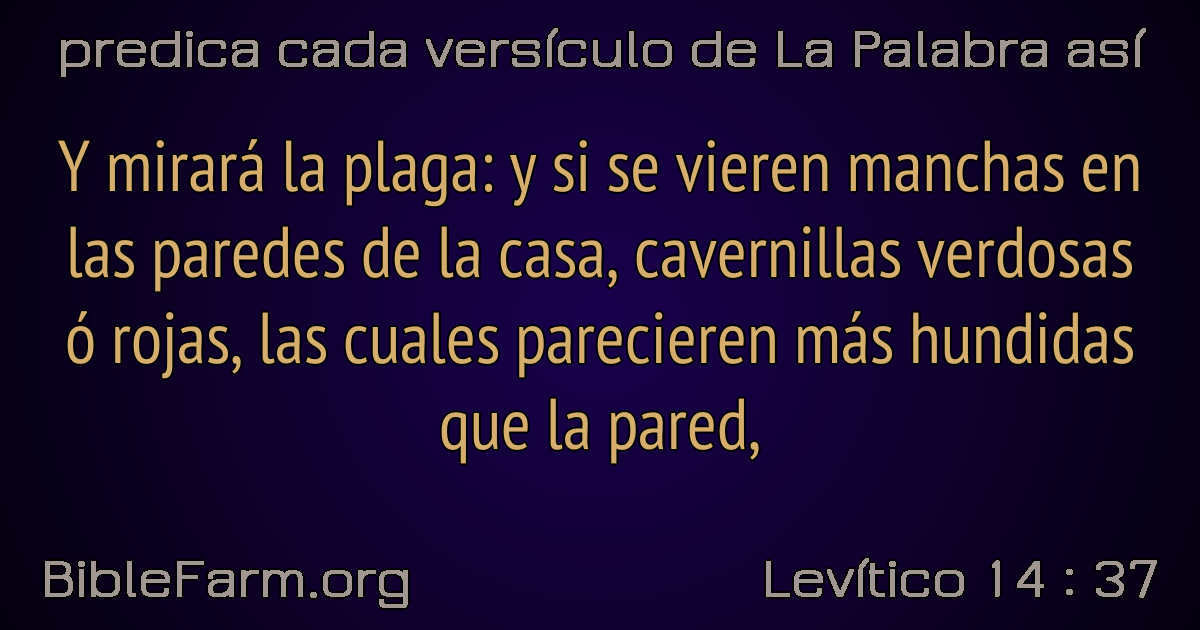 predica cada versículo de La Palabra así
Y mirará la plaga: y si se vieren manchas en
las paredes de la casa, cavernillas verdosas
ó rojas, las cuales parecieren más hundidas
que la pared,
BibleFarm.org
Levítico 14 : 37